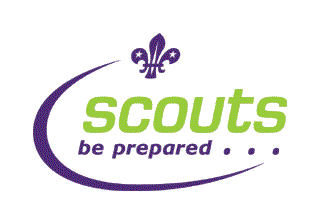 scouts
be prepared . . .